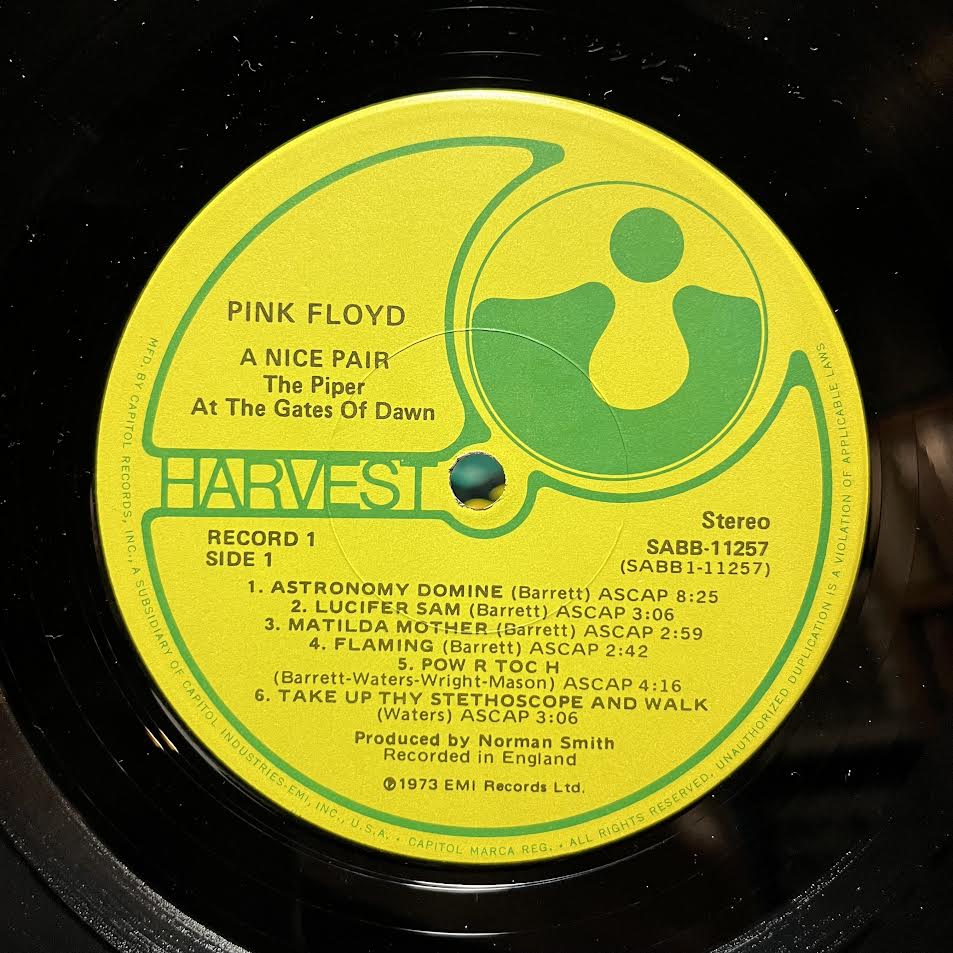 PINK FLOYD
A NICE PAIR
The Piper
At The Gates Of Dawn
HARVEST
RECORD 1
SIDE 1
Stereo
SABB-11257
(SABB1-11257)
1. ASTRONOMY DOMINE (Barrett) ASCAP 8:25
2. LUCIFER SAM (Barrett) ASCAP 3:06
3. MATILDA MOTHER (Barrett) ASCAP 2:59
4. FLAMING (Barrett) ASCAP 2:42
5. POW R TOC H
(Barrett-Waters-Wright-Mason) ASCAP 4:16
6. TAKE UP THY STETHOSCOPE AND WALK
(Waters) ASCAP 3:06
Produced by Norman Smith
Recorded in England
℗1973 EMI Records Ltd.
MFD. BY CAPITOL RECORDS, INC., A SUBSIDIARY OF CAPITOL INDUSTRIES-EMI, INC., U.S.A. • CAPITOL MARCA REG. • ALL RIGHTS RESERVED. UNAUTHORIZED DUPLICATION IS A VIOLATION OF APPLICABLE LAWS